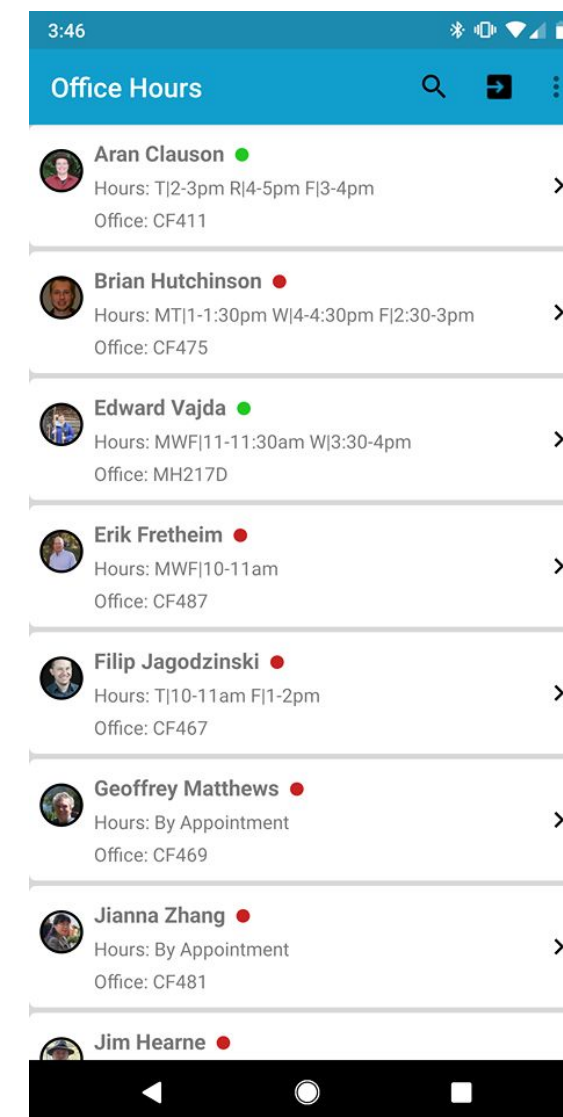 3:46
Office Hours
Aran Clauson
Hours: T|2-3pm R|4-5pm F|3-4pm
Office: CF411
Brian Hutchinson
Hours: MT|1-1:30pm W|4-4:30pm F|2:30-3pm
Office: CF475
Edward Vajda
Hours: MWF|11-11:30am W|3:30-4pm
Office: MH217D
Erik Fretheim
Hours: MWF|10-11am
Office: CF487
Filip Jagodzinski
Hours: T|10-11am F|1-2pm
Office: CF467
Geoffrey Matthews
Hours: By Appointment
Office: CF469
Jianna Zhang
Hours: By Appointment
Office: CF481
Jim Hearne